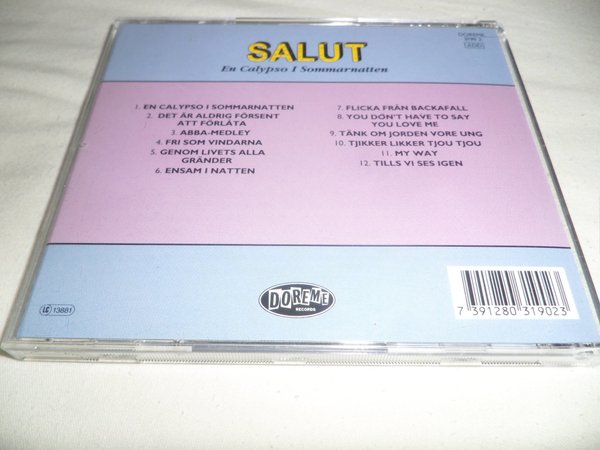 SALUT
En Calypso I Sommarnatten
DOREME
ADD
1. EN CALYPSO I SOMMARNATTEN
2. DET ÄR ALDRIG FÖRSENT
ATT FÖRLÅTA
3. ABBA-MEDLEY
4. FRI SOM VINDARNA
5. GENOM LIVETS ALLA
GRÄNDER
6. ENSAM I NATTEN
7. FLICKA FRÅN BACKAFALL
8. YOU DON'T HAVE TO SAY
YOU LOVE ME
9. TÄNK OM JORDEN VORE UNG
10. TJIKKER LIKKER TJOU TJOU
11. MY WAY
12. TILLS VI SES IGEN
LC 13881
DOREME
RECORDS
7 391280 319023